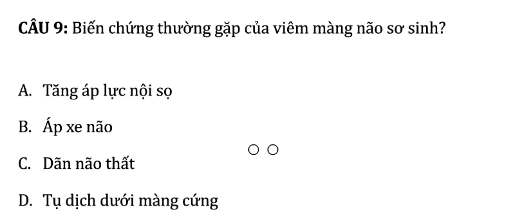 CÂU 9: Biến chứng thường gặp của viêm màng não sơ sinh?
A. Tăng áp lực nội sọ
B. Áp xe não
C. Dãn não thất
D. Tụ dịch dưới màng cứng